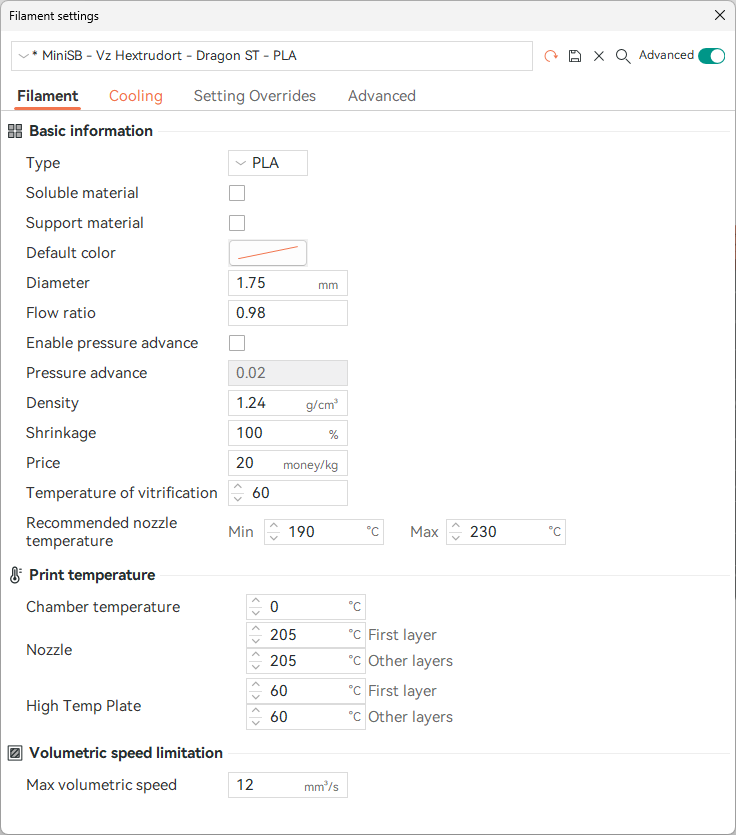 Filament settings
* MiniSB - Vz Hextrudort - Dragon ST - PLA
Advanced
Filament Cooling Setting Overrides Advanced
Basic information
Type PLA
Soluble material
Support material
Default color
Diameter 1.75 mm
Flow ratio 0.98
Enable pressure advance
Pressure advance 0.02
Density 1.24 g/cm³
Shrinkage 100 %
Price 20 money/kg
Temperature of vitrification 60
Recommended nozzle
temperature Min 190 °C Max 230 °C
Print temperature
Chamber temperature 0 °C
Nozzle 205 °C First layer
205 °C Other layers
High Temp Plate 60 °C First layer
60 °C Other layers
Volumetric speed limitation
Max volumetric speed 12 mm³/s